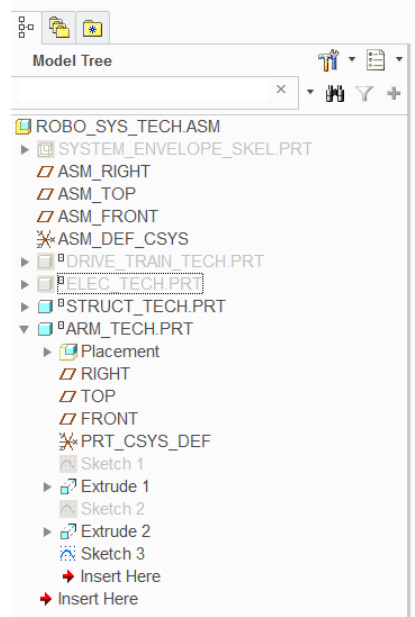 Model Tree
ROBO_SYS_TECH.ASM
SYSTEM_ENVELOPE_SKEL.PRT
ASM_RIGHT
ASM_TOP
ASM_FRONT
ASM_DEF_CSYS
DRIVE_TRAIN_TECH.PRT
ELEC_TECH.PRT
STRUCT_TECH.PRT
ARM_TECH.PRT
Placement
RIGHT
TOP
FRONT
PRT_CSYS_DEF
Sketch 1
Extrude 1
Sketch 2
Extrude 2
Sketch 3
Insert Here
Insert Here